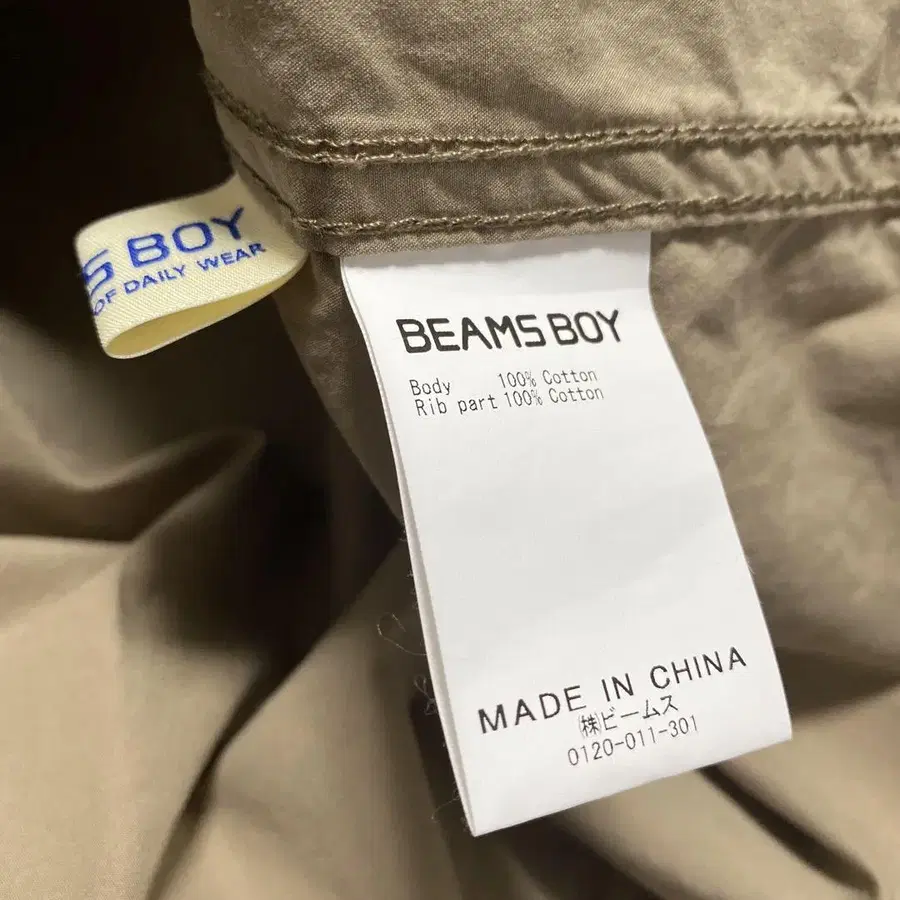 S BOY
OF DAILY WEAR
BEAMS BOY
Body 100% Cotton
Rib part 100% Cotton
MADE IN CHINA
㈱ビームス
0120-011-301